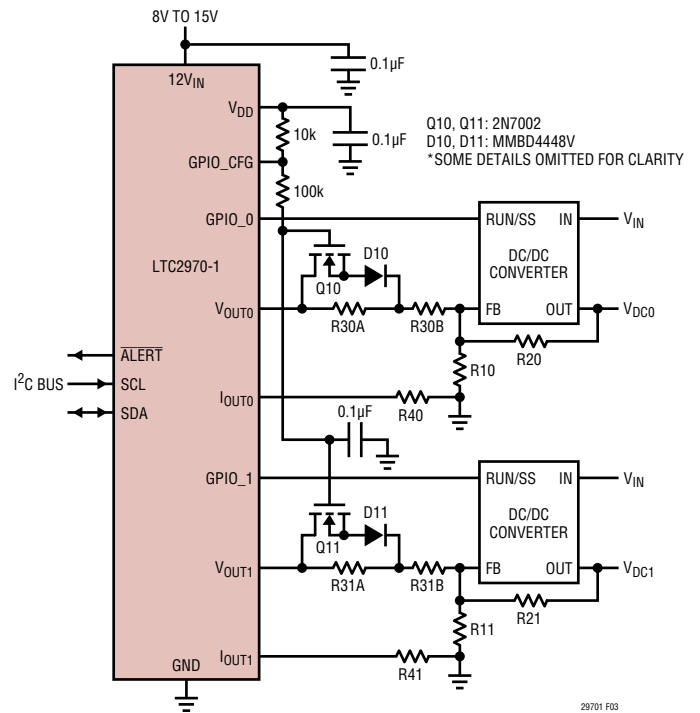 8V TO 15V
0.1µF
12VIN
VDD
10k
0.1µF
Q10, Q11: 2N7002
D10, D11: MMBD4448V
*SOME DETAILS OMITTED FOR CLARITY
GPIO_CFG
100k
GPIO_0
RUN/SS
IN
VIN
D10
DC/DC
CONVERTER
LTC2970-1
Q10
VOUT0
FB
OUT
VDC0
R30A
R30B
R20
ALERT
R10
I2C BUS
SCL
IOUT0
R40
SDA
0.1µF
GPIO_1
RUN/SS
IN
VIN
D11
DC/DC
CONVERTER
Q11
VOUT1
FB
OUT
VDC1
R31A
R31B
R21
R11
GND
IOUT1
R41
29701 F03